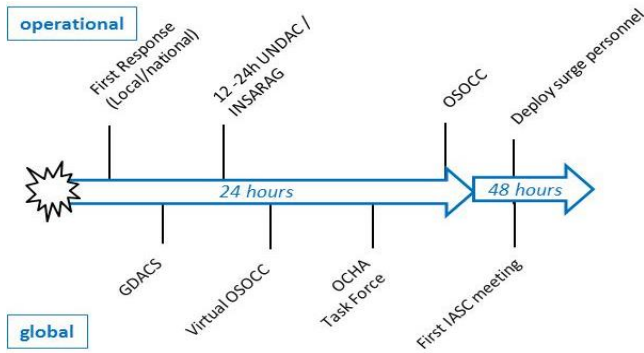 operational
First Response
(Local/national)
12 -24h UNDAC /
INSARAG
OSOCC
Deploy surge personnel
24 hours
48 hours
GDACS
Virtual OSOCC
OCHA
Task Force
First IASC meeting
global